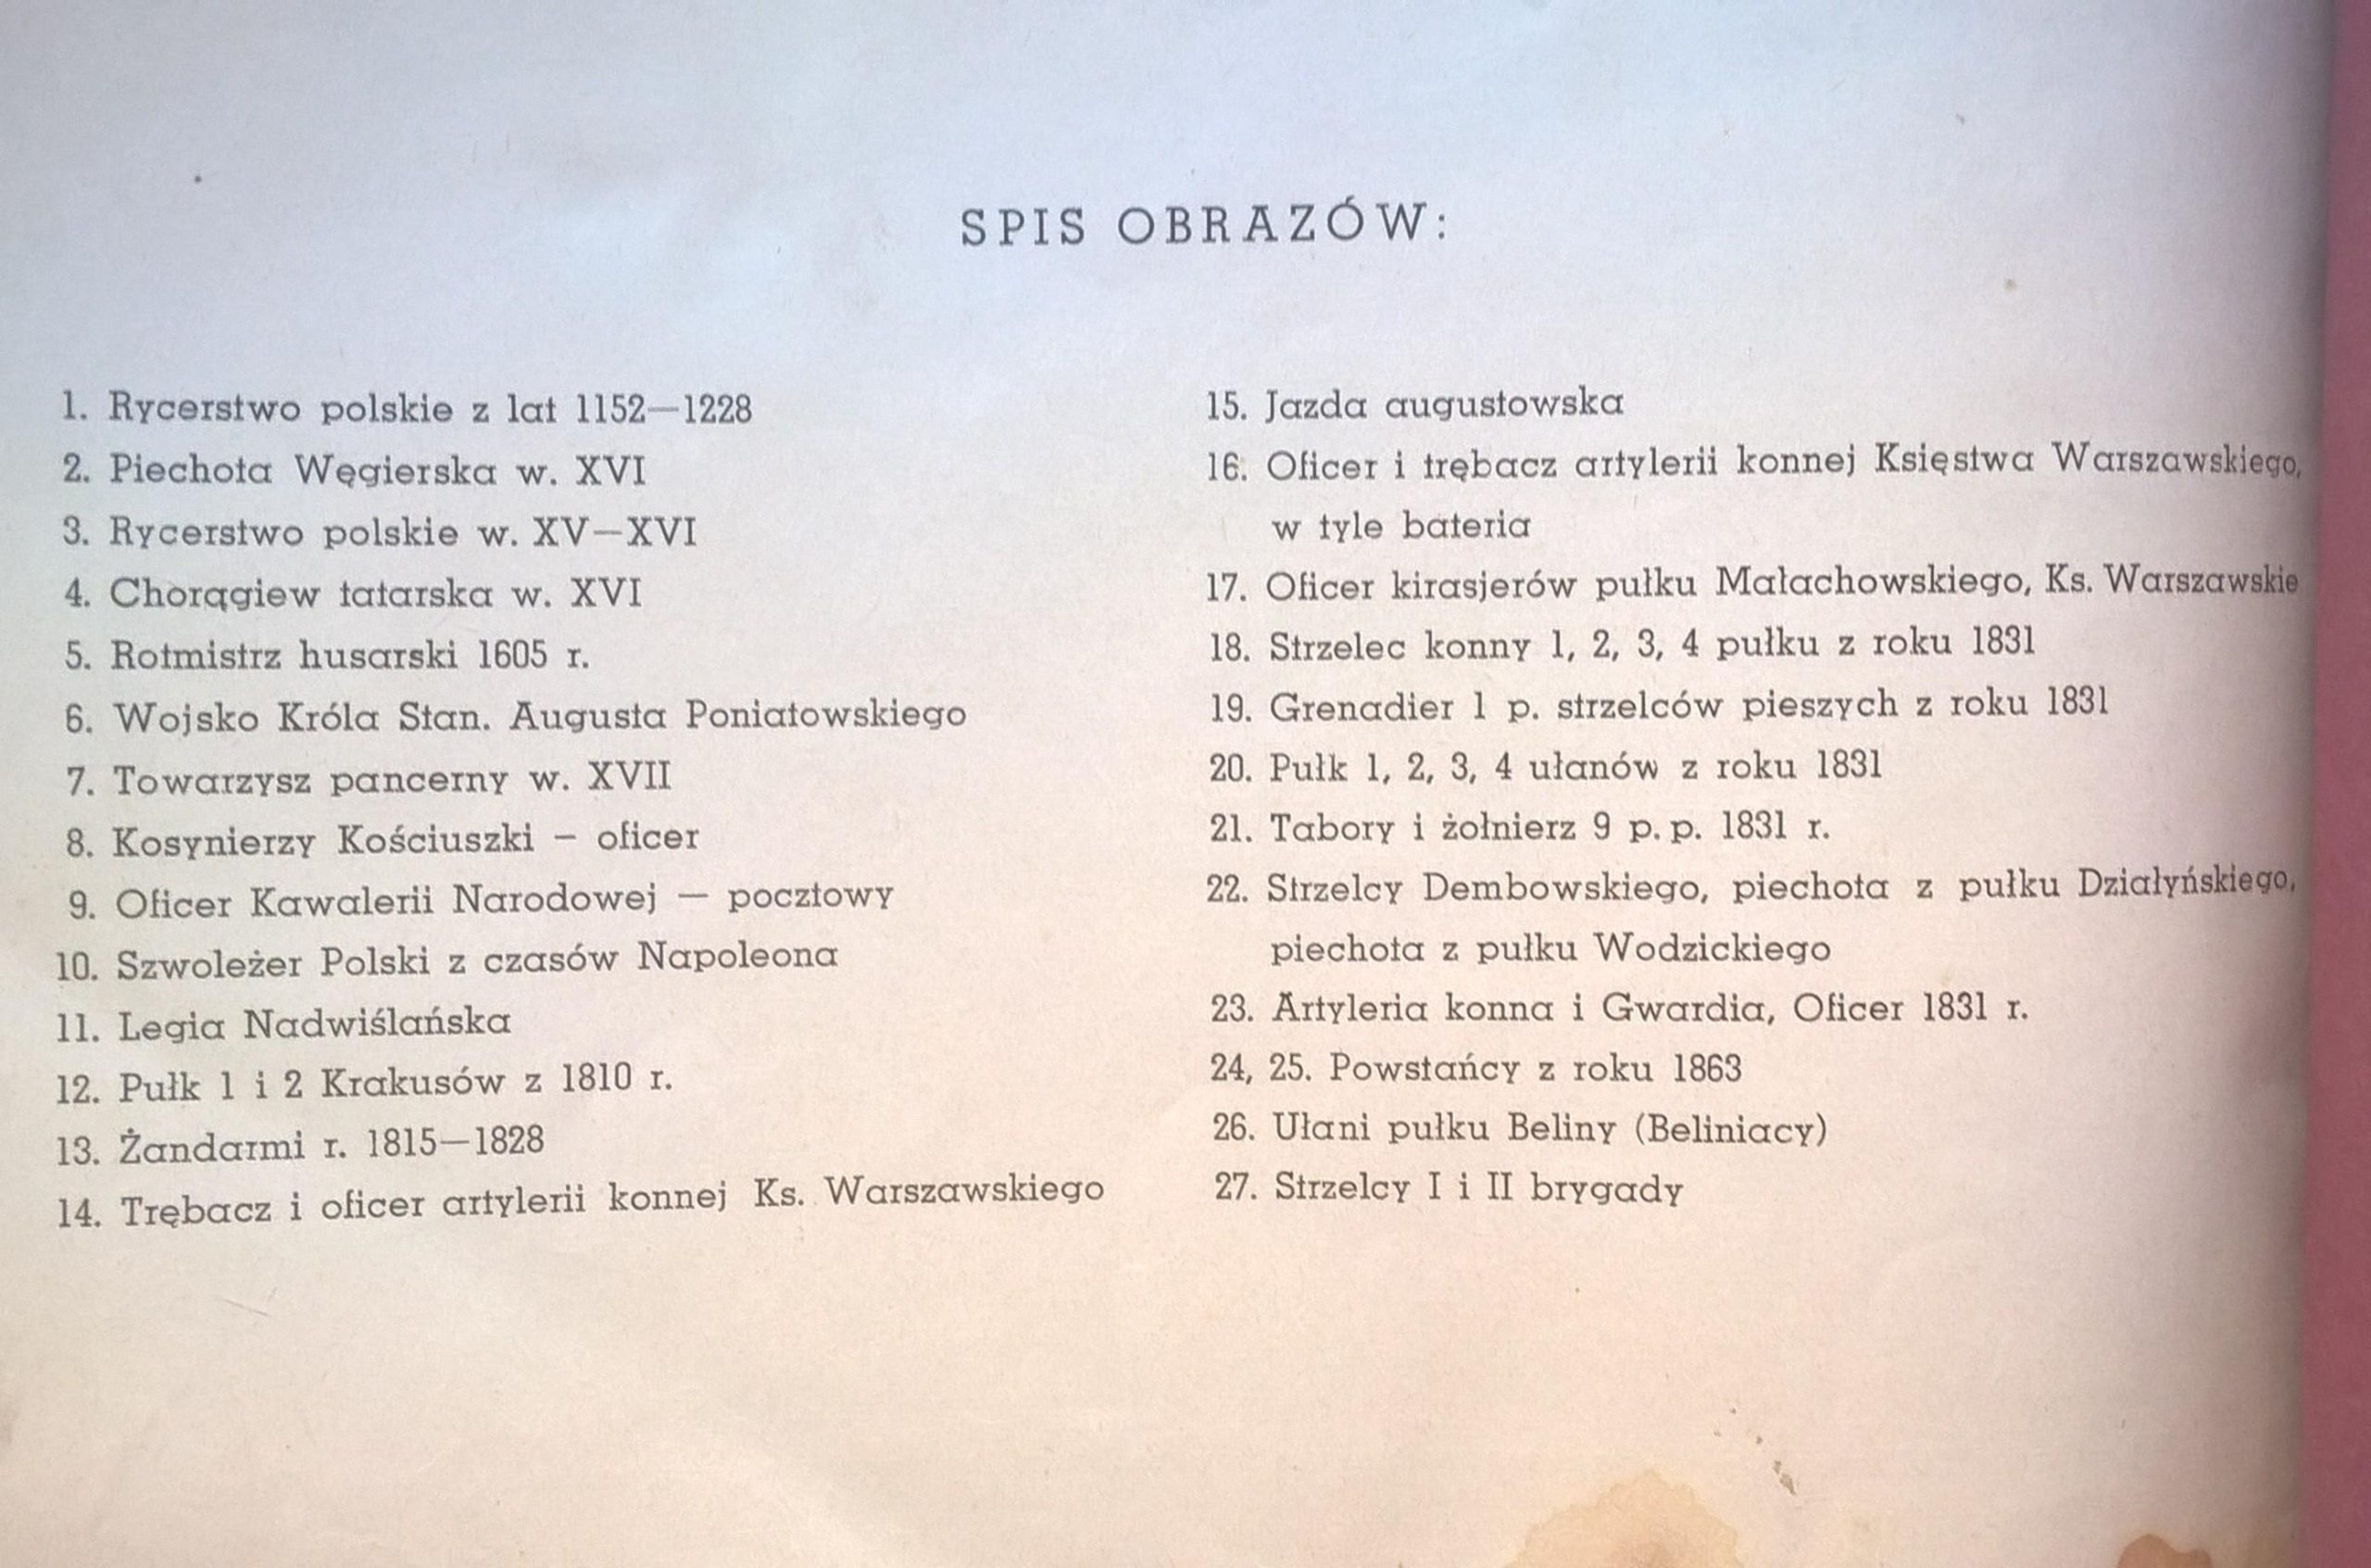 SPIS OBRAZÓW:
1. Rycerstwo polskie z lat 1152—1228
2. Piechota Węgierska w. XVI
3. Rycerstwo polskie w. XV—XVI
4. Chorągiew tatarska w. XVI
5. Rotmistrz husarski 1605 r.
6. Wojsko Króla Stan. Augusta Poniatowskiego
7. Towarzysz pancerny w. XVII
8. Kosynierzy Kościuszki – oficer
9. Oficer Kawalerii Narodowej — pocztowy
10. Szwoleżer Polski z czasów Napoleona
11. Legia Nadwiślańska
12. Pułk 1 i 2 Krakusów z 1810 r.
13. Żandarmi r. 1815—1828
14. Trębacz i oficer artylerii konnej Ks. Warszawskiego
15. Jazda augustowska
16. Oficer i trębacz artylerii konnej Księstwa Warszawskiego,
w tyle bateria
17. Oficer kirasjerów pułku Małachowskiego, Ks. Warszawskie
18. Strzelec konny 1, 2, 3, 4 pułku z roku 1831
19. Grenadier 1 p. strzelców pieszych z roku 1831
20. Pułk 1, 2, 3, 4 ułanów z roku 1831
21. Tabory i żołnierz 9 p. p. 1831 r.
22. Strzelcy Dembowskiego, piechota z pułku Działyńskiego,
piechota z pułku Wodzickiego
23. Artyleria konna i Gwardia, Oficer 1831 r.
24, 25. Powstańcy z roku 1863
26. Ułani pułku Beliny (Beliniacy)
27. Strzelcy I i II brygady